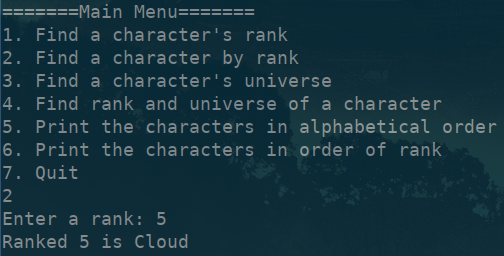 =======Main Menu=======
1. Find a character's rank
2. Find a character by rank
3. Find a character's universe
4. Find rank and universe of a character
5. Print the characters in alphabetical order
6. Print the characters in order of rank
7. Quit
2
Enter a rank: 5
Ranked 5 is Cloud